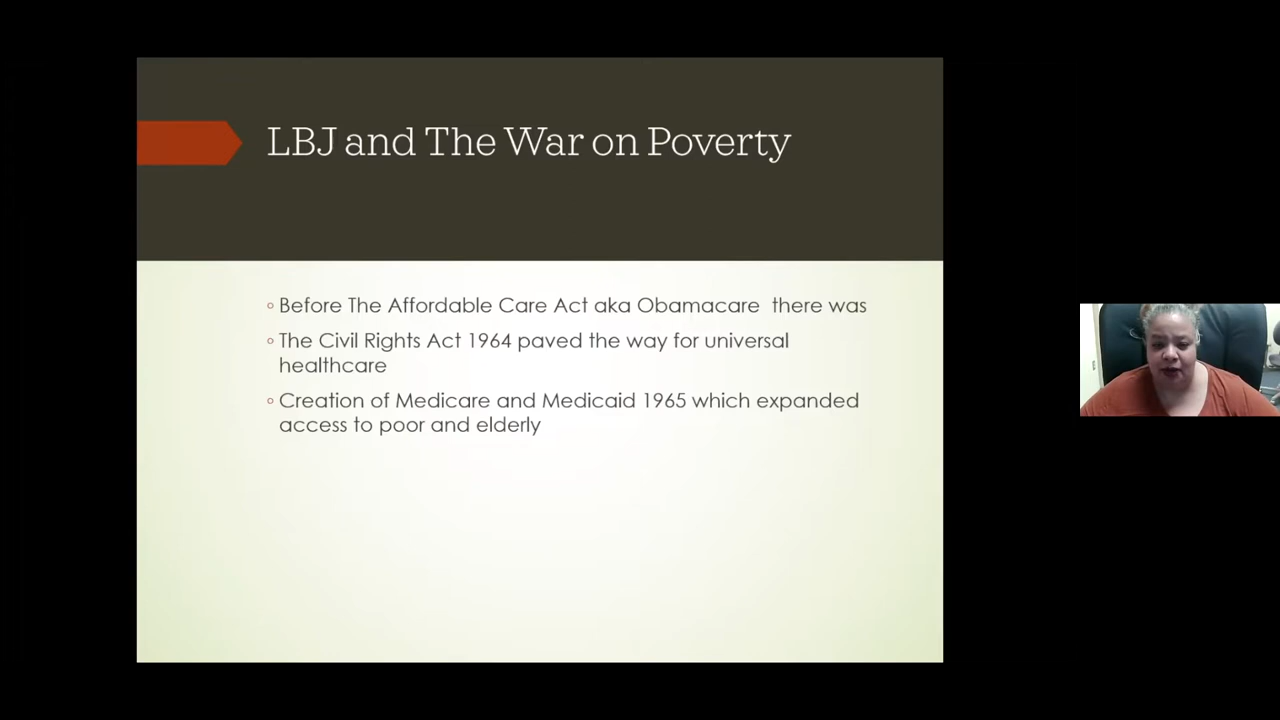 LBJ and The War on Poverty
Before The Affordable Care Act aka Obamacare there was
The Civil Rights Act 1964 paved the way for universal
healthcare
Creation of Medicare and Medicaid 1965 which expanded
access to poor and elderly